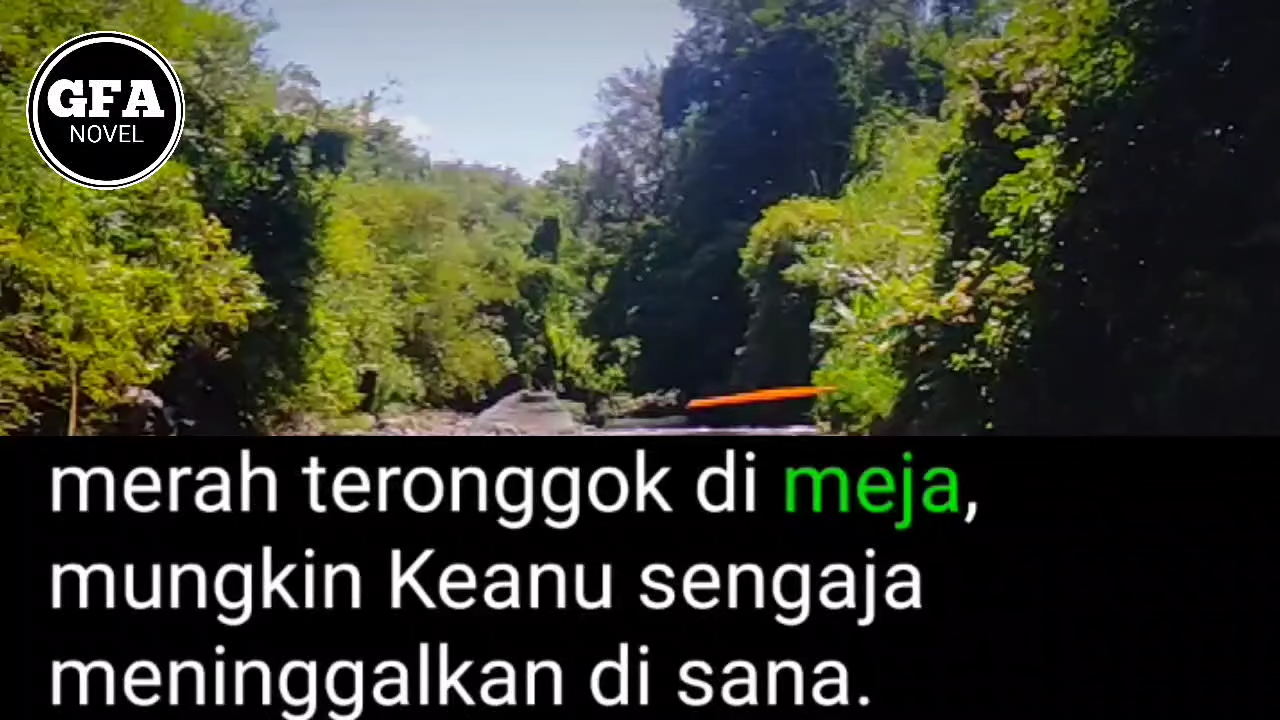 GFA
NOVEL
merah teronggok di meja,
mungkin Keanu sengaja
meninggalkan di sana.